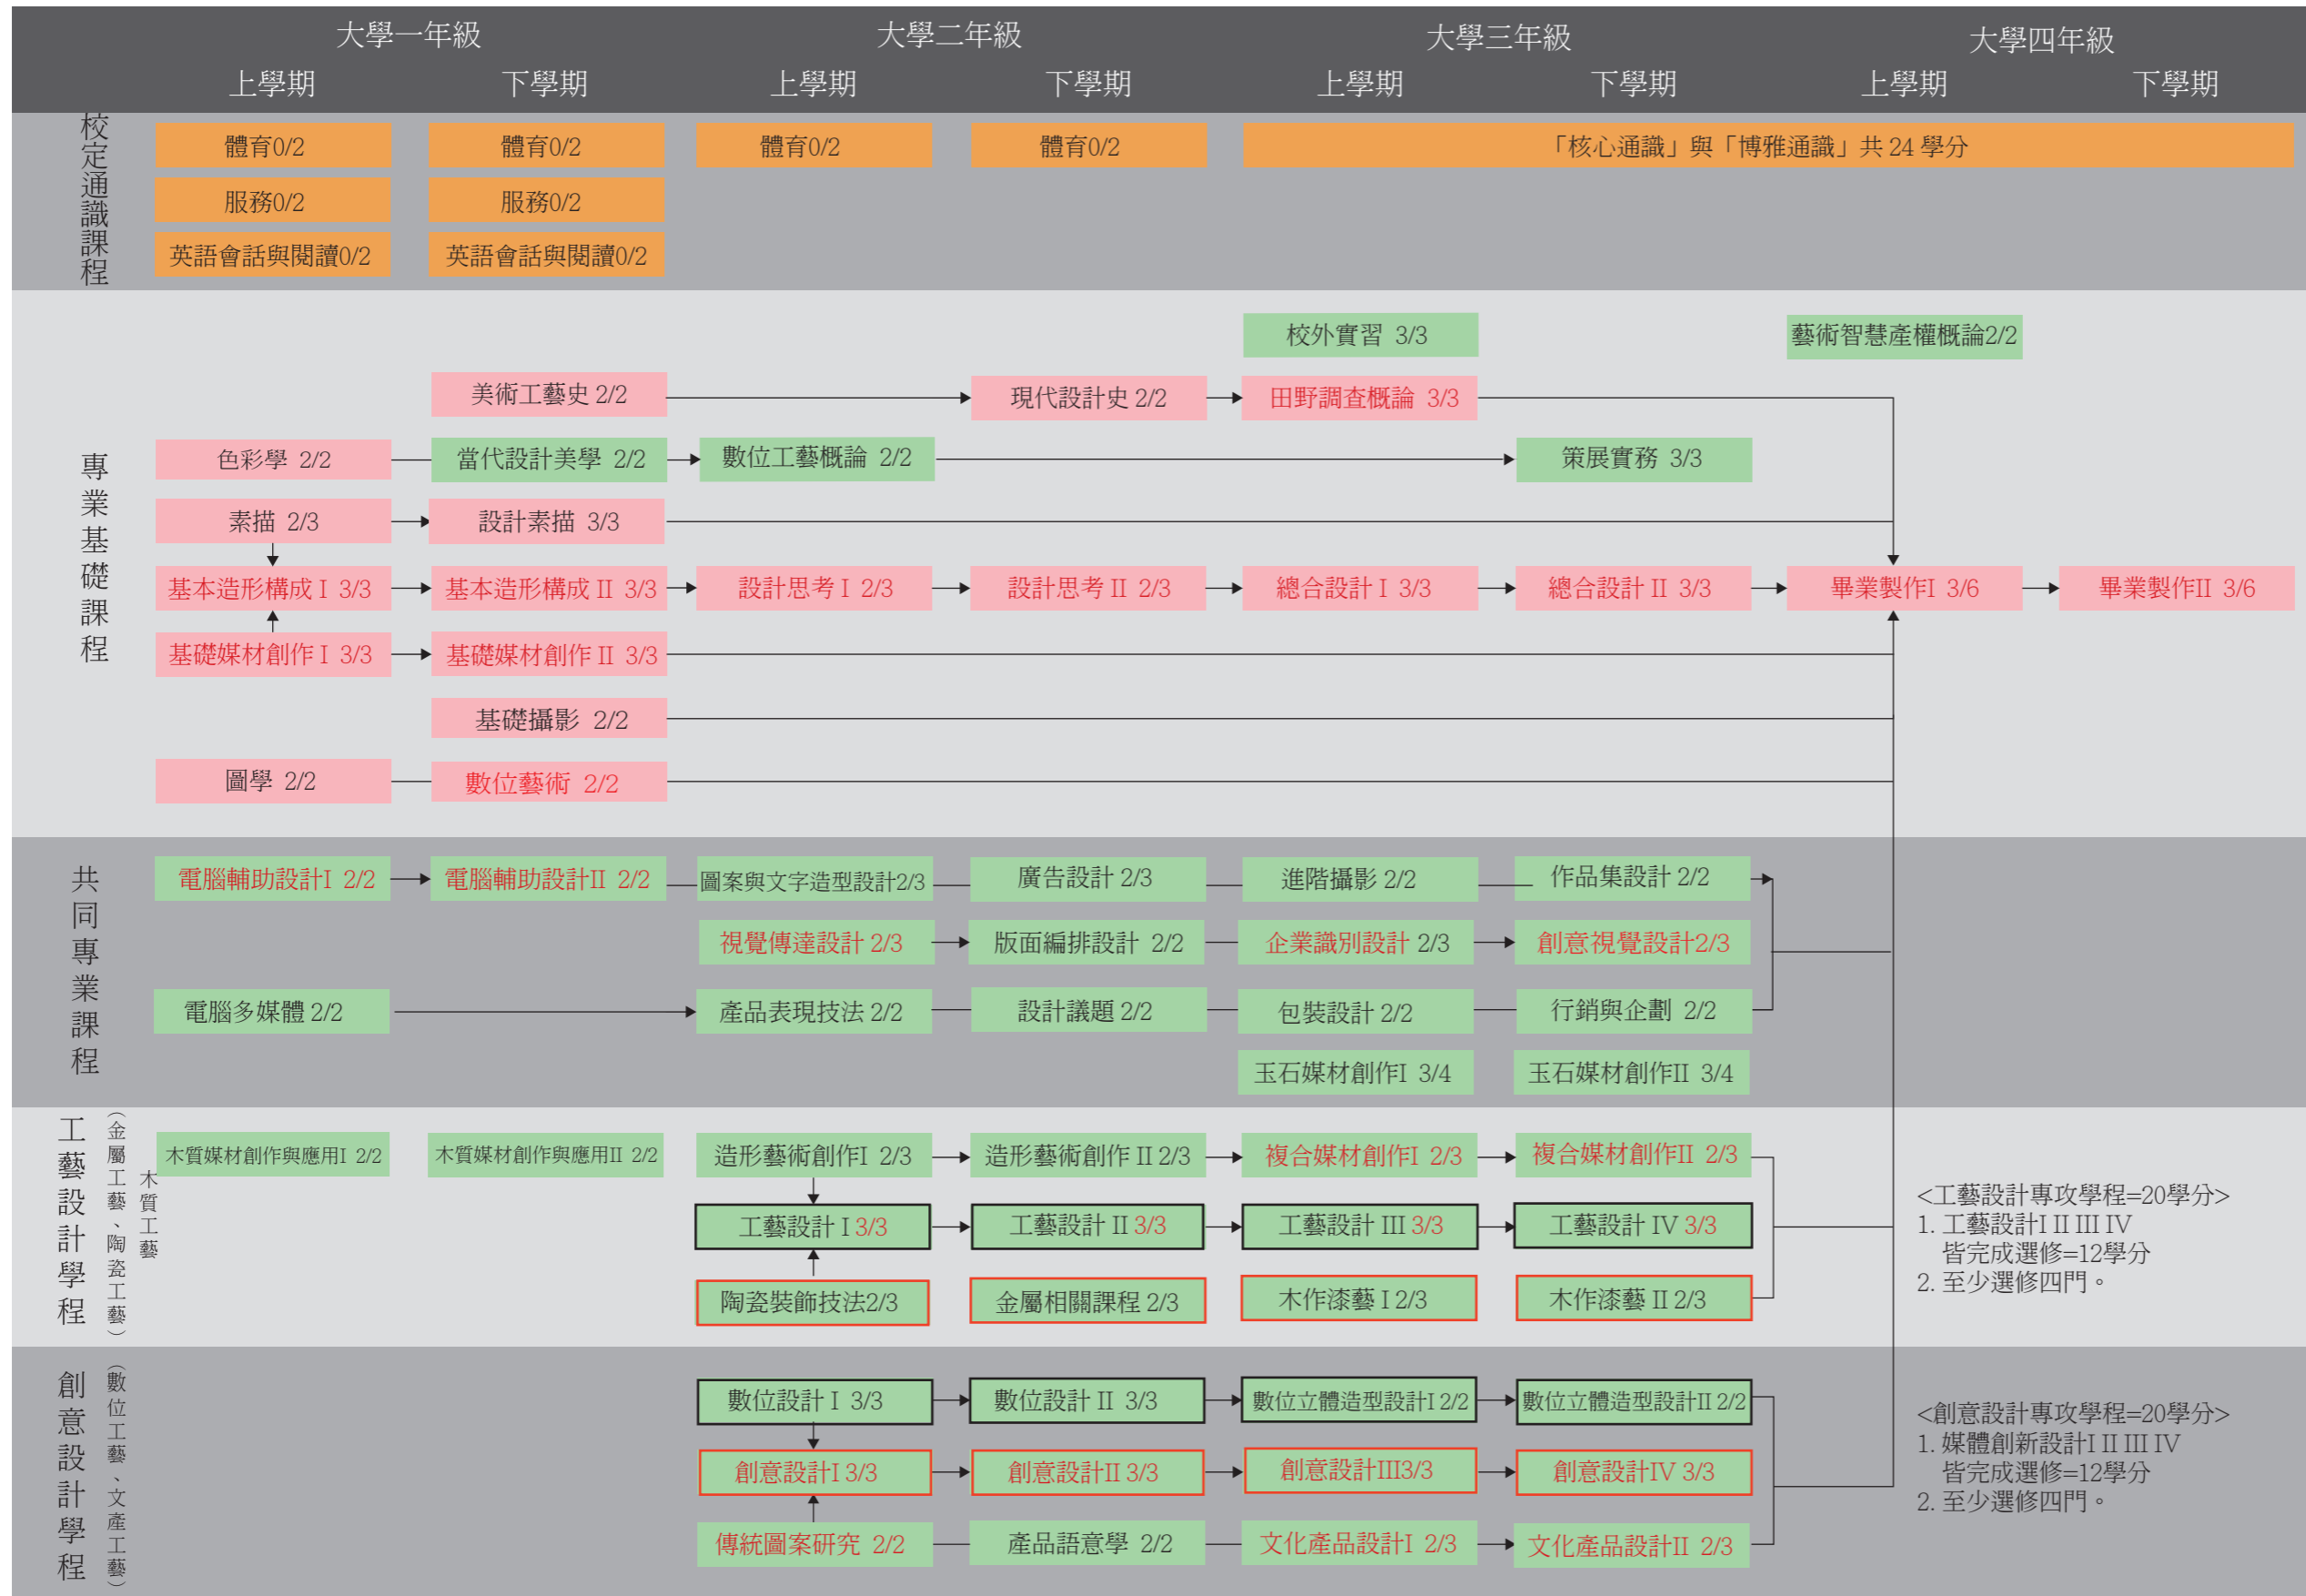 大學一年級 大學二年級 大學三年級 大學四年級
上學期 下學期 上學期 下學期 上學期 下學期 上學期 下學期
校定通識課程
體育0/2 體育0/2 體育0/2 體育0/2 「核心通識」與「博雅通識」共 24 學分
服務0/2 服務0/2
英語會話與閱讀0/2 英語會話與閱讀0/2
專業基礎課程
校外實習 3/3 藝術智慧產權概論2/2
美術工藝史 2/2 現代設計史 2/2 田野調查概論 3/3
色彩學 2/2 當代設計美學 2/2 數位工藝概論 2/2 策展實務 3/3
素描 2/3 設計素描 3/3
基本造形構成 I 3/3 基本造形構成 II 3/3 設計思考 I 2/3 設計思考 II 2/3 總合設計 I 3/3 總合設計 II 3/3 畢業製作I 3/6 畢業製作II 3/6
基礎媒材創作 I 3/3 基礎媒材創作 II 3/3
基礎攝影 2/2
圖學 2/2 數位藝術 2/2
共同專業課程
電腦輔助設計I 2/2 電腦輔助設計II 2/2 圖案與文字造型設計2/3 廣告設計 2/3 進階攝影 2/2 作品集設計 2/2
視覺傳達設計 2/3 版面編排設計 2/2 企業識別設計 2/3 創意視覺設計2/3
電腦多媒體 2/2 產品表現技法 2/2 設計議題 2/2 包裝設計 2/2 行銷與企劃 2/2
玉石媒材創作I 3/4 玉石媒材創作II 3/4
工藝設計學程
(金屬工藝、陶瓷工藝)
木質工藝
木質媒材創作與應用I 2/2 木質媒材創作與應用II 2/2 造形藝術創作I 2/3 造形藝術創作 II 2/3 複合媒材創作I 2/3 複合媒材創作II 2/3
工藝設計 I 3/3 工藝設計 II 3/3 工藝設計 III 3/3 工藝設計 IV 3/3
陶瓷裝飾技法2/3 金屬相關課程 2/3 木作漆藝 I 2/3 木作漆藝 II 2/3
<工藝設計專攻學程=20學分>
1. 工藝設計I II III IV
皆完成選修=12學分
2. 至少選修四門。
創意設計學程
(數位工藝、文產工藝)
數位設計 I 3/3 數位設計 II 3/3 數位立體造型設計I 2/2 數位立體造型設計II 2/2
創意設計I 3/3 創意設計II 3/3 創意設計III3/3 創意設計IV 3/3
傳統圖案研究 2/2 產品語意學 2/2 文化產品設計I 2/3 文化產品設計II 2/3
<創意設計專攻學程=20學分>
1. 媒體創新設計I II III IV
皆完成選修=12學分
2. 至少選修四門。